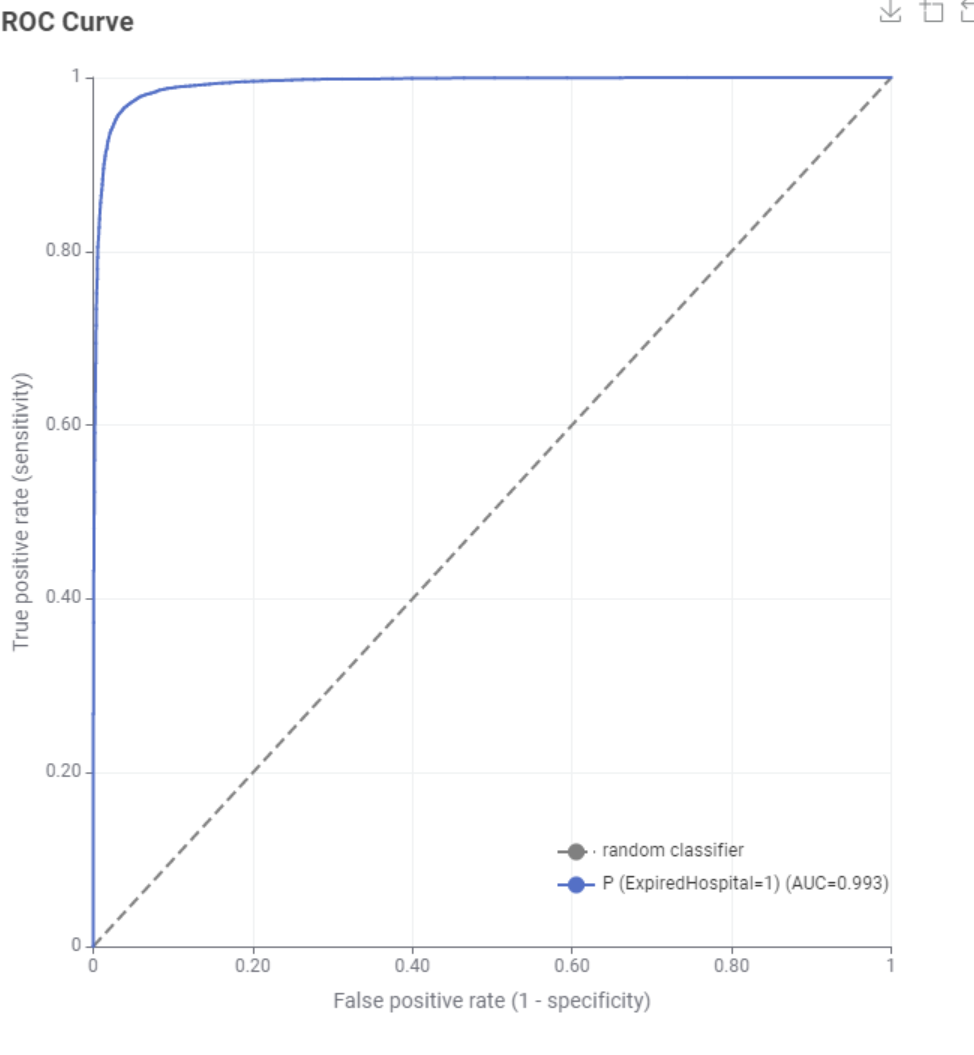 ROC Curve
1
0.80
0.60
0.40
0.20
0
True positive rate (sensitivity)
random classifier
P (ExpiredHospital=1) (AUC=0.993)
0
0.20
0.40
0.60
0.80
1
False positive rate (1 - specificity)